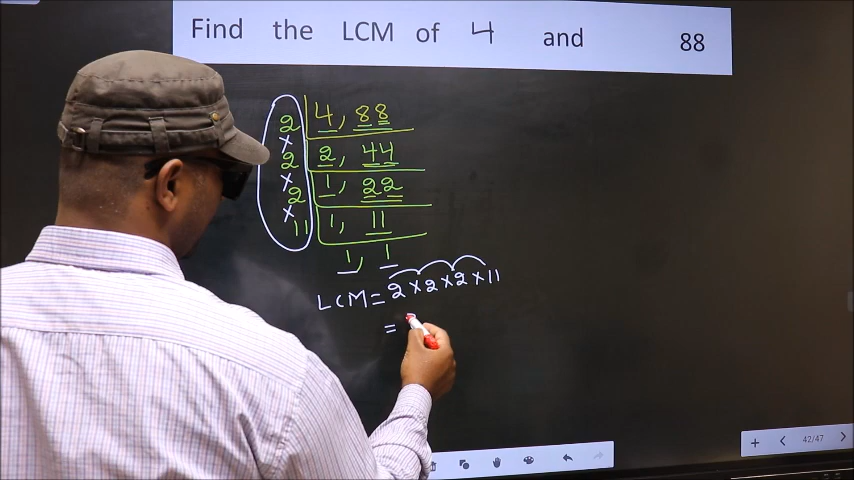 Find the LCM of 4 and 88
2 4, 88
×
2 2, 44
×
2 1, 22
×
11 1, 11
1, 1
LCM = 2 × 2 × 2 × 11
=
42/47